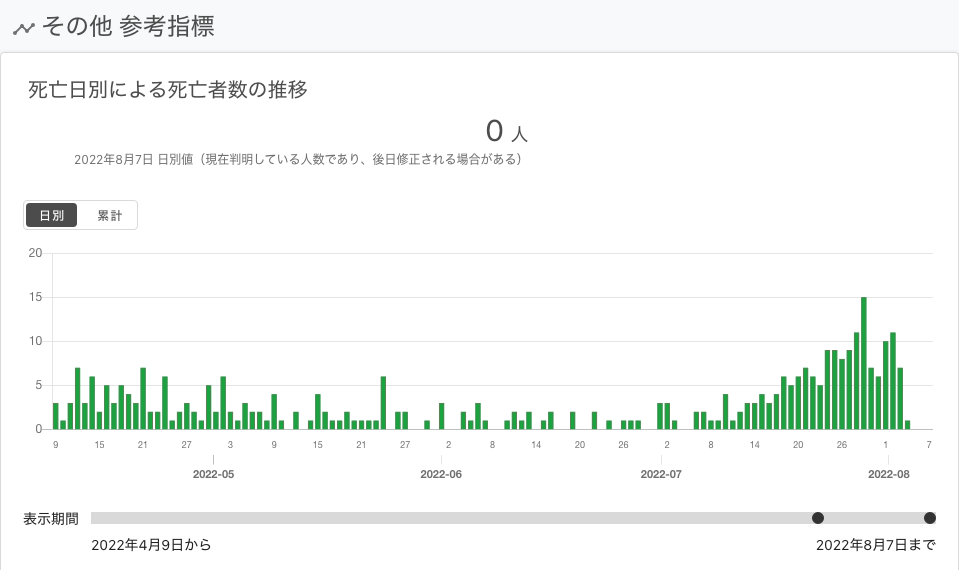 その他 参考指標
死亡日別による死亡者数の推移
0 人
2022年8月7日 日別値（現在判明している人数であり、後日修正される場合がある）
日別 累計
20
15
10
5
0
9 15 21 27 3 9 15 21 27 2 8 14 20 26 2 8 14 20 26 1 7
2022-05 2022-06 2022-07 2022-08
表示期間
2022年4月9日から 2022年8月7日まで